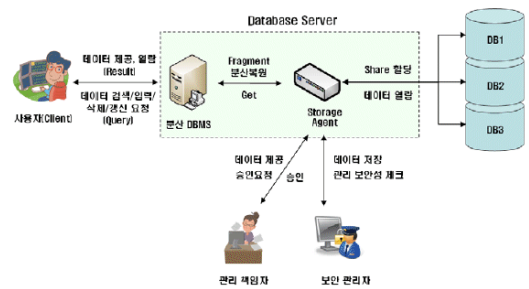 Database Server
데이터 제공, 열람
(Result)
데이터 검색/입력/
삭제/갱신 요청
(Query)
사용자(Client)
분산 DBMS
Fragment
분산복원
Get
Storage
Agent
Share 할당
데이터 열람
DB1
DB2
DB3
데이터 제공
승인요청
승인
데이터 저장
관리 보안성 체크
관리 책임자
보안 관리자